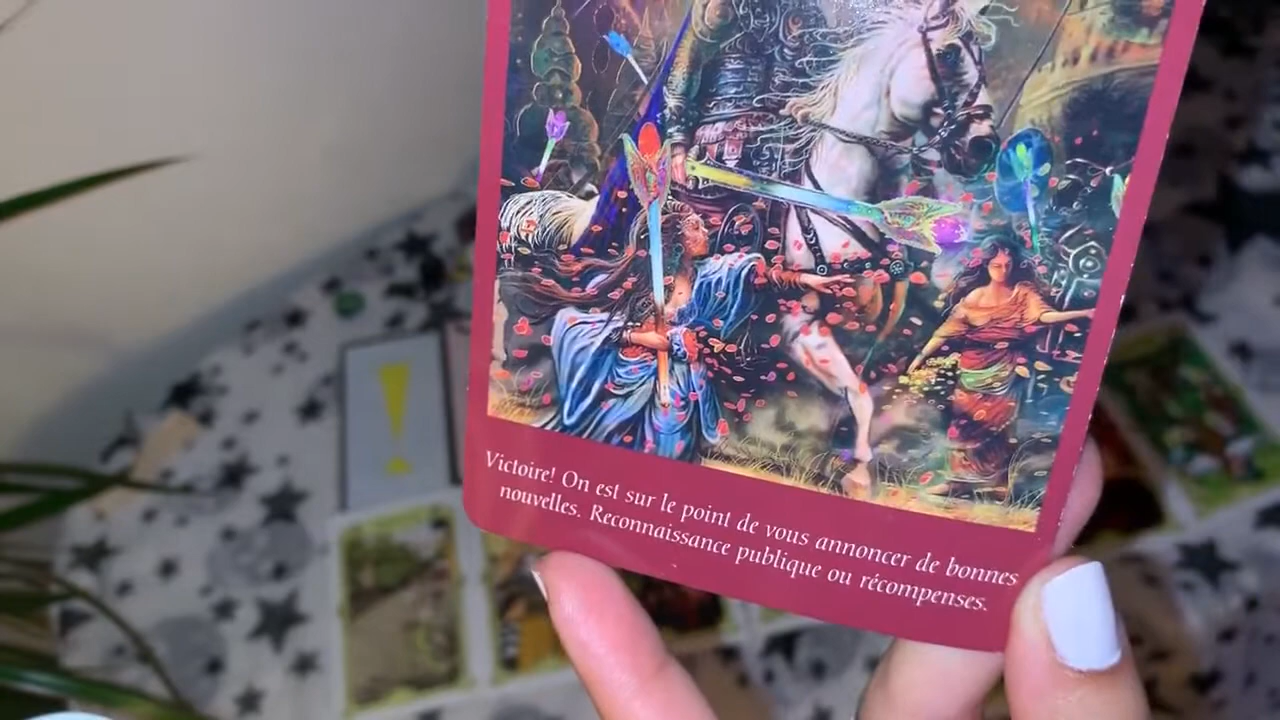 Victoire! On est sur le point de vous annoncer de bonnes
nouvelles. Reconnaissance publique ou récompenses.